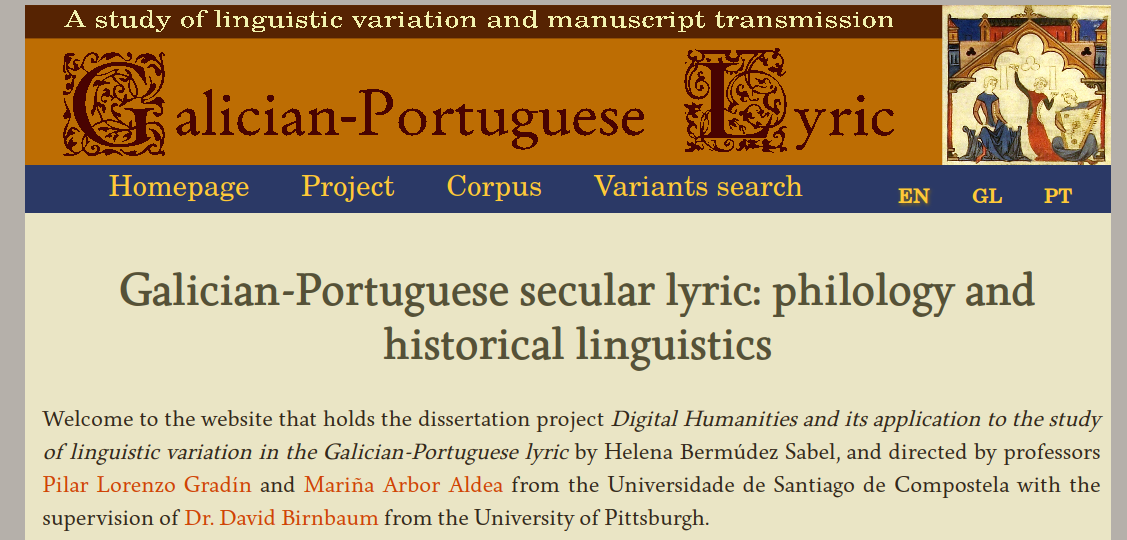 A study of linguistic variation and manuscript transmission
Galician-Portuguese Lyric
Homepage Project Corpus Variants search EN GL PT
Galician-Portuguese secular lyric: philology and
historical linguistics
Welcome to the website that holds the dissertation project Digital Humanities and its application to the study
of linguistic variation in the Galician-Portuguese lyric by Helena Bermúdez Sabel, and directed by professors
Pilar Lorenzo Gradín and Mariña Arbor Aldea from the Universidade de Santiago de Compostela with the
supervision of Dr. David Birnbaum from the University of Pittsburgh.